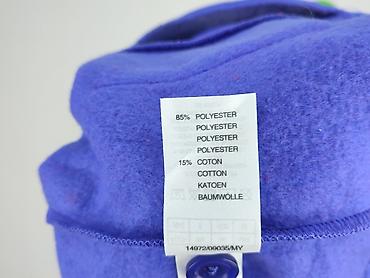 85% POLYESTER
POLYESTER
POLYESTER
POLYESTER
15% COTON
COTTON
KATOEN
BAUMWOLLE
14972/09035/MY